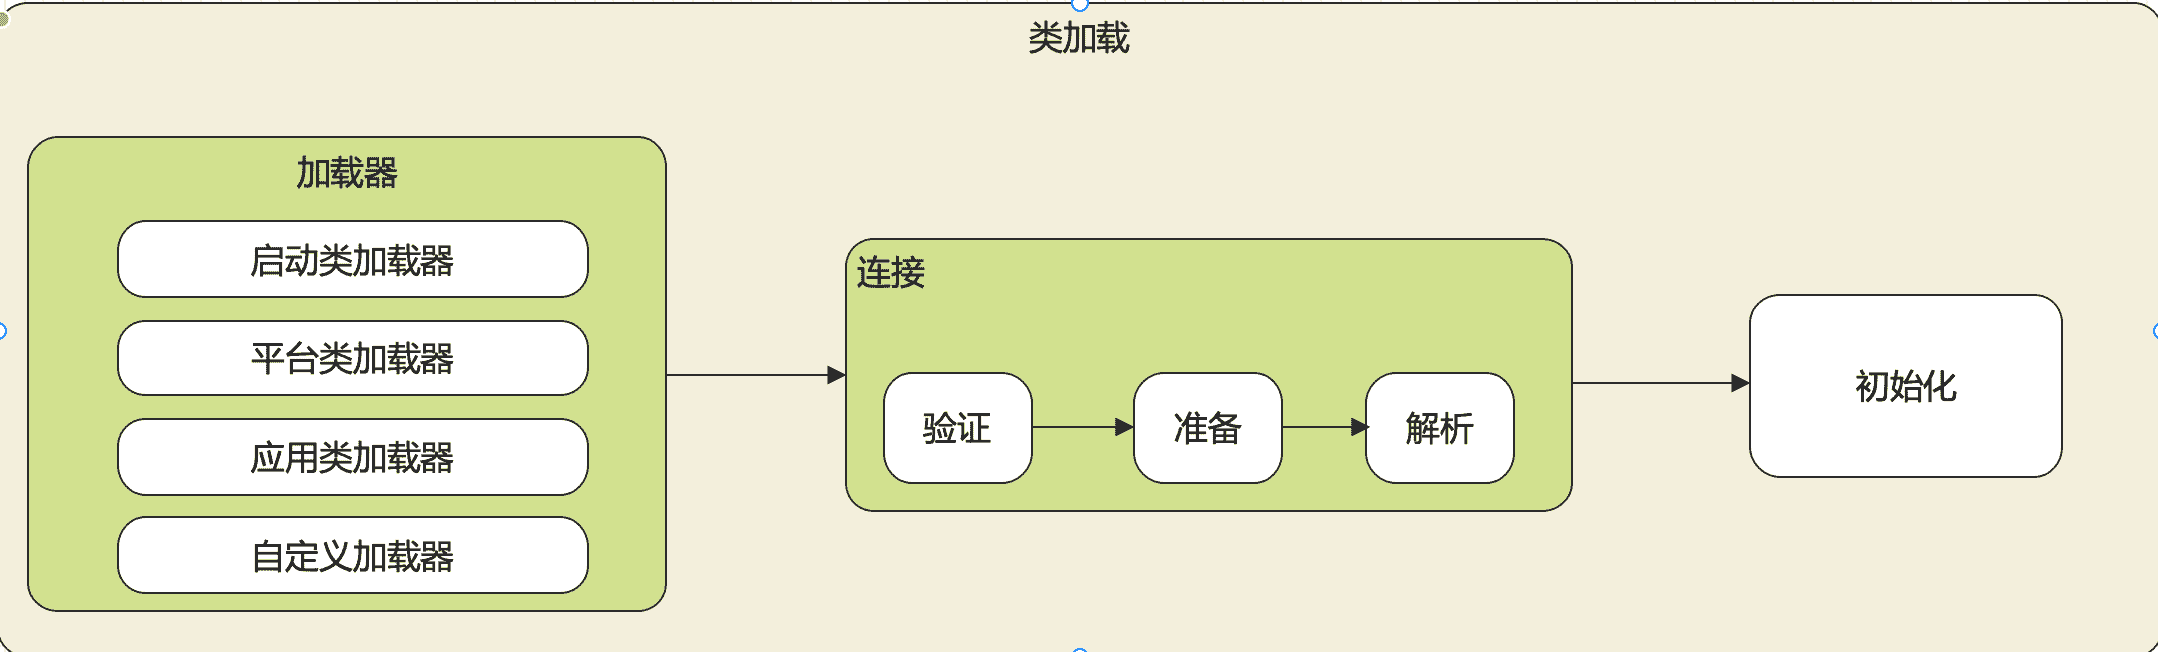 类加载
加载器
启动类加载器
平台类加载器
应用类加载器
自定义加载器
连接
验证
准备
解析
初始化